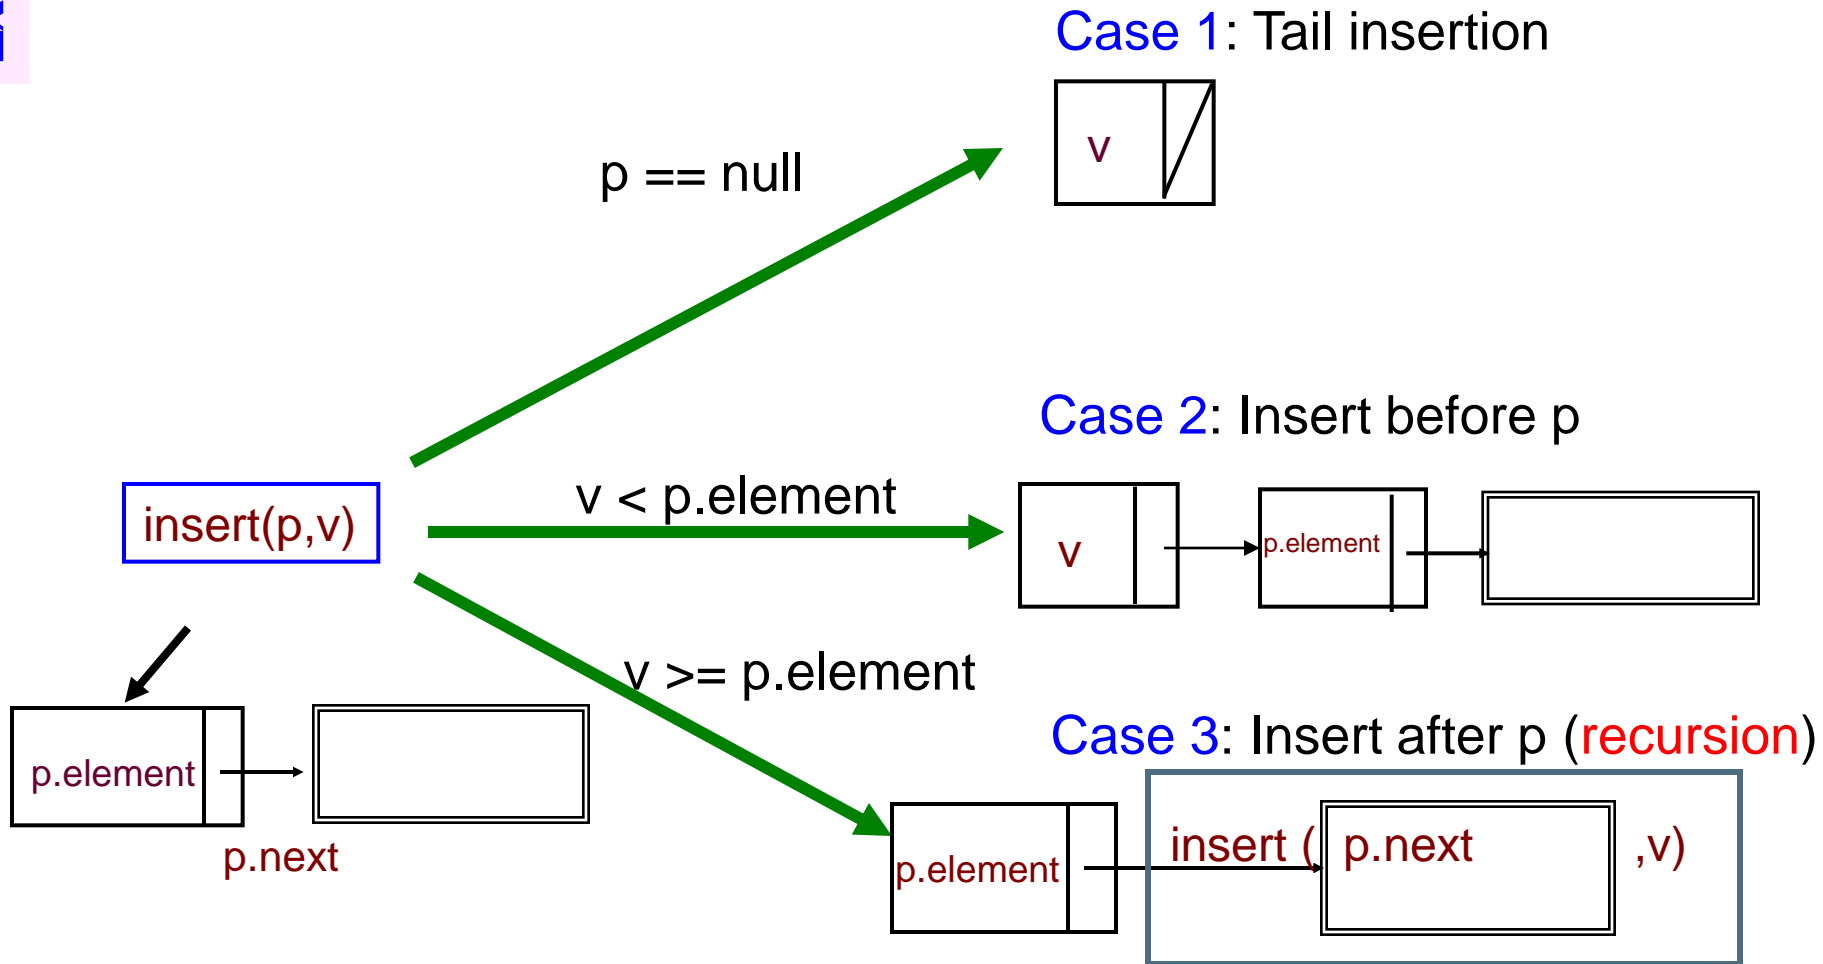 Case 1: Tail insertion
v
p == null
Case 2: Insert before p
v < p.element
insert(p,v)
v
p.element
v >= p.element
Case 3: Insert after p (recursion)
p.element
p.next
p.element
insert ( p.next ,v)